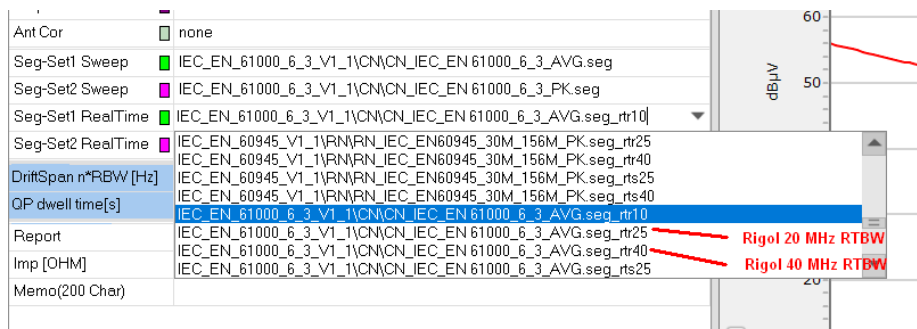 60
Ant Cor none
Seg-Set1 Sweep IEC_EN_61000_6_3_V1_1\CN\CN_IEC_EN 61000_6_3_AVG.seg
dBµV
Seg-Set2 Sweep IEC_EN_61000_6_3_V1_1\CN\CN_IEC_EN 61000_6_3_PK.seg
50
Seg-Set1 RealTime IEC_EN_61000_6_3_V1_1\CN\CN_IEC_EN 61000_6_3_AVG.seg_rtr10
Seg-Set2 RealTime IEC_EN_60945_V1_1\RN\RN_IEC_EN60945_30M_156M_PK.seg_rtr25
IEC_EN_60945_V1_1\RN\RN_IEC_EN60945_30M_156M_PK.seg_rtr40
DriftSpan n*RBW [Hz] IEC_EN_60945_V1_1\RN\RN_IEC_EN60945_30M_156M_PK.seg_rts25
IEC_EN_60945_V1_1\RN\RN_IEC_EN60945_30M_156M_PK.seg_rts40
QP dwell time[s] IEC_EN_61000_6_3_V1_1\CN\CN_IEC_EN 61000_6_3_AVG.seg_rtr10
Report IEC_EN_61000_6_3_V1_1\CN\CN_IEC_EN 61000_6_3_AVG.seg_rtr25 Rigol 20 MHz RTBW
IEC_EN_61000_6_3_V1_1\CN\CN_IEC_EN 61000_6_3_AVG.seg_rtr40 Rigol 40 MHz RTBW
Imp [OHM] IEC_EN_61000_6_3_V1_1\CN\CN_IEC_EN 61000_6_3_AVG.seg_rts25
20
Memo(200 Char)